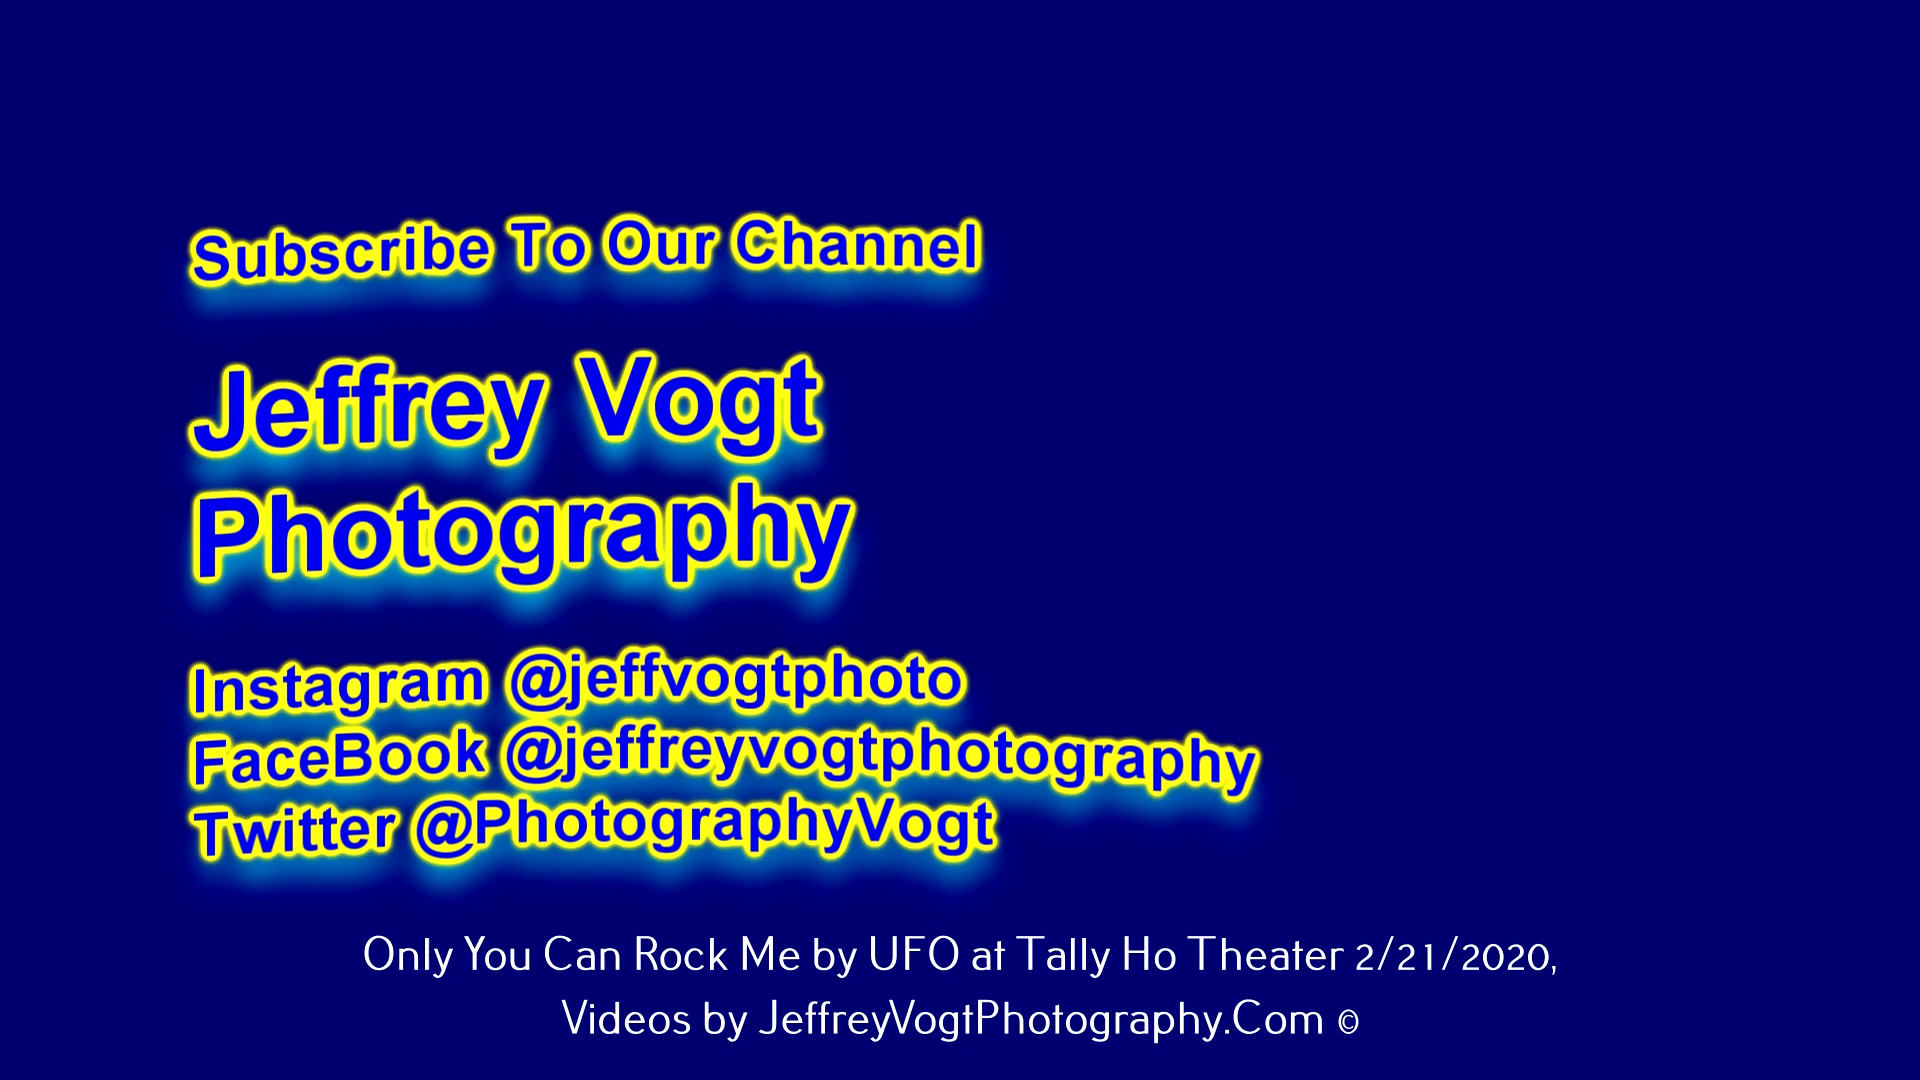 Subscribe To Our Channel
Jeffrey Vogt
Photography
Instagram @jeffvogtphoto
FaceBook @jeffreyvogtphotography
Twitter @PhotographyVogt
Only You Can Rock Me by UFO at Tally Ho Theater 2/21/2020,
Videos by JeffreyVogtPhotography.Com ©